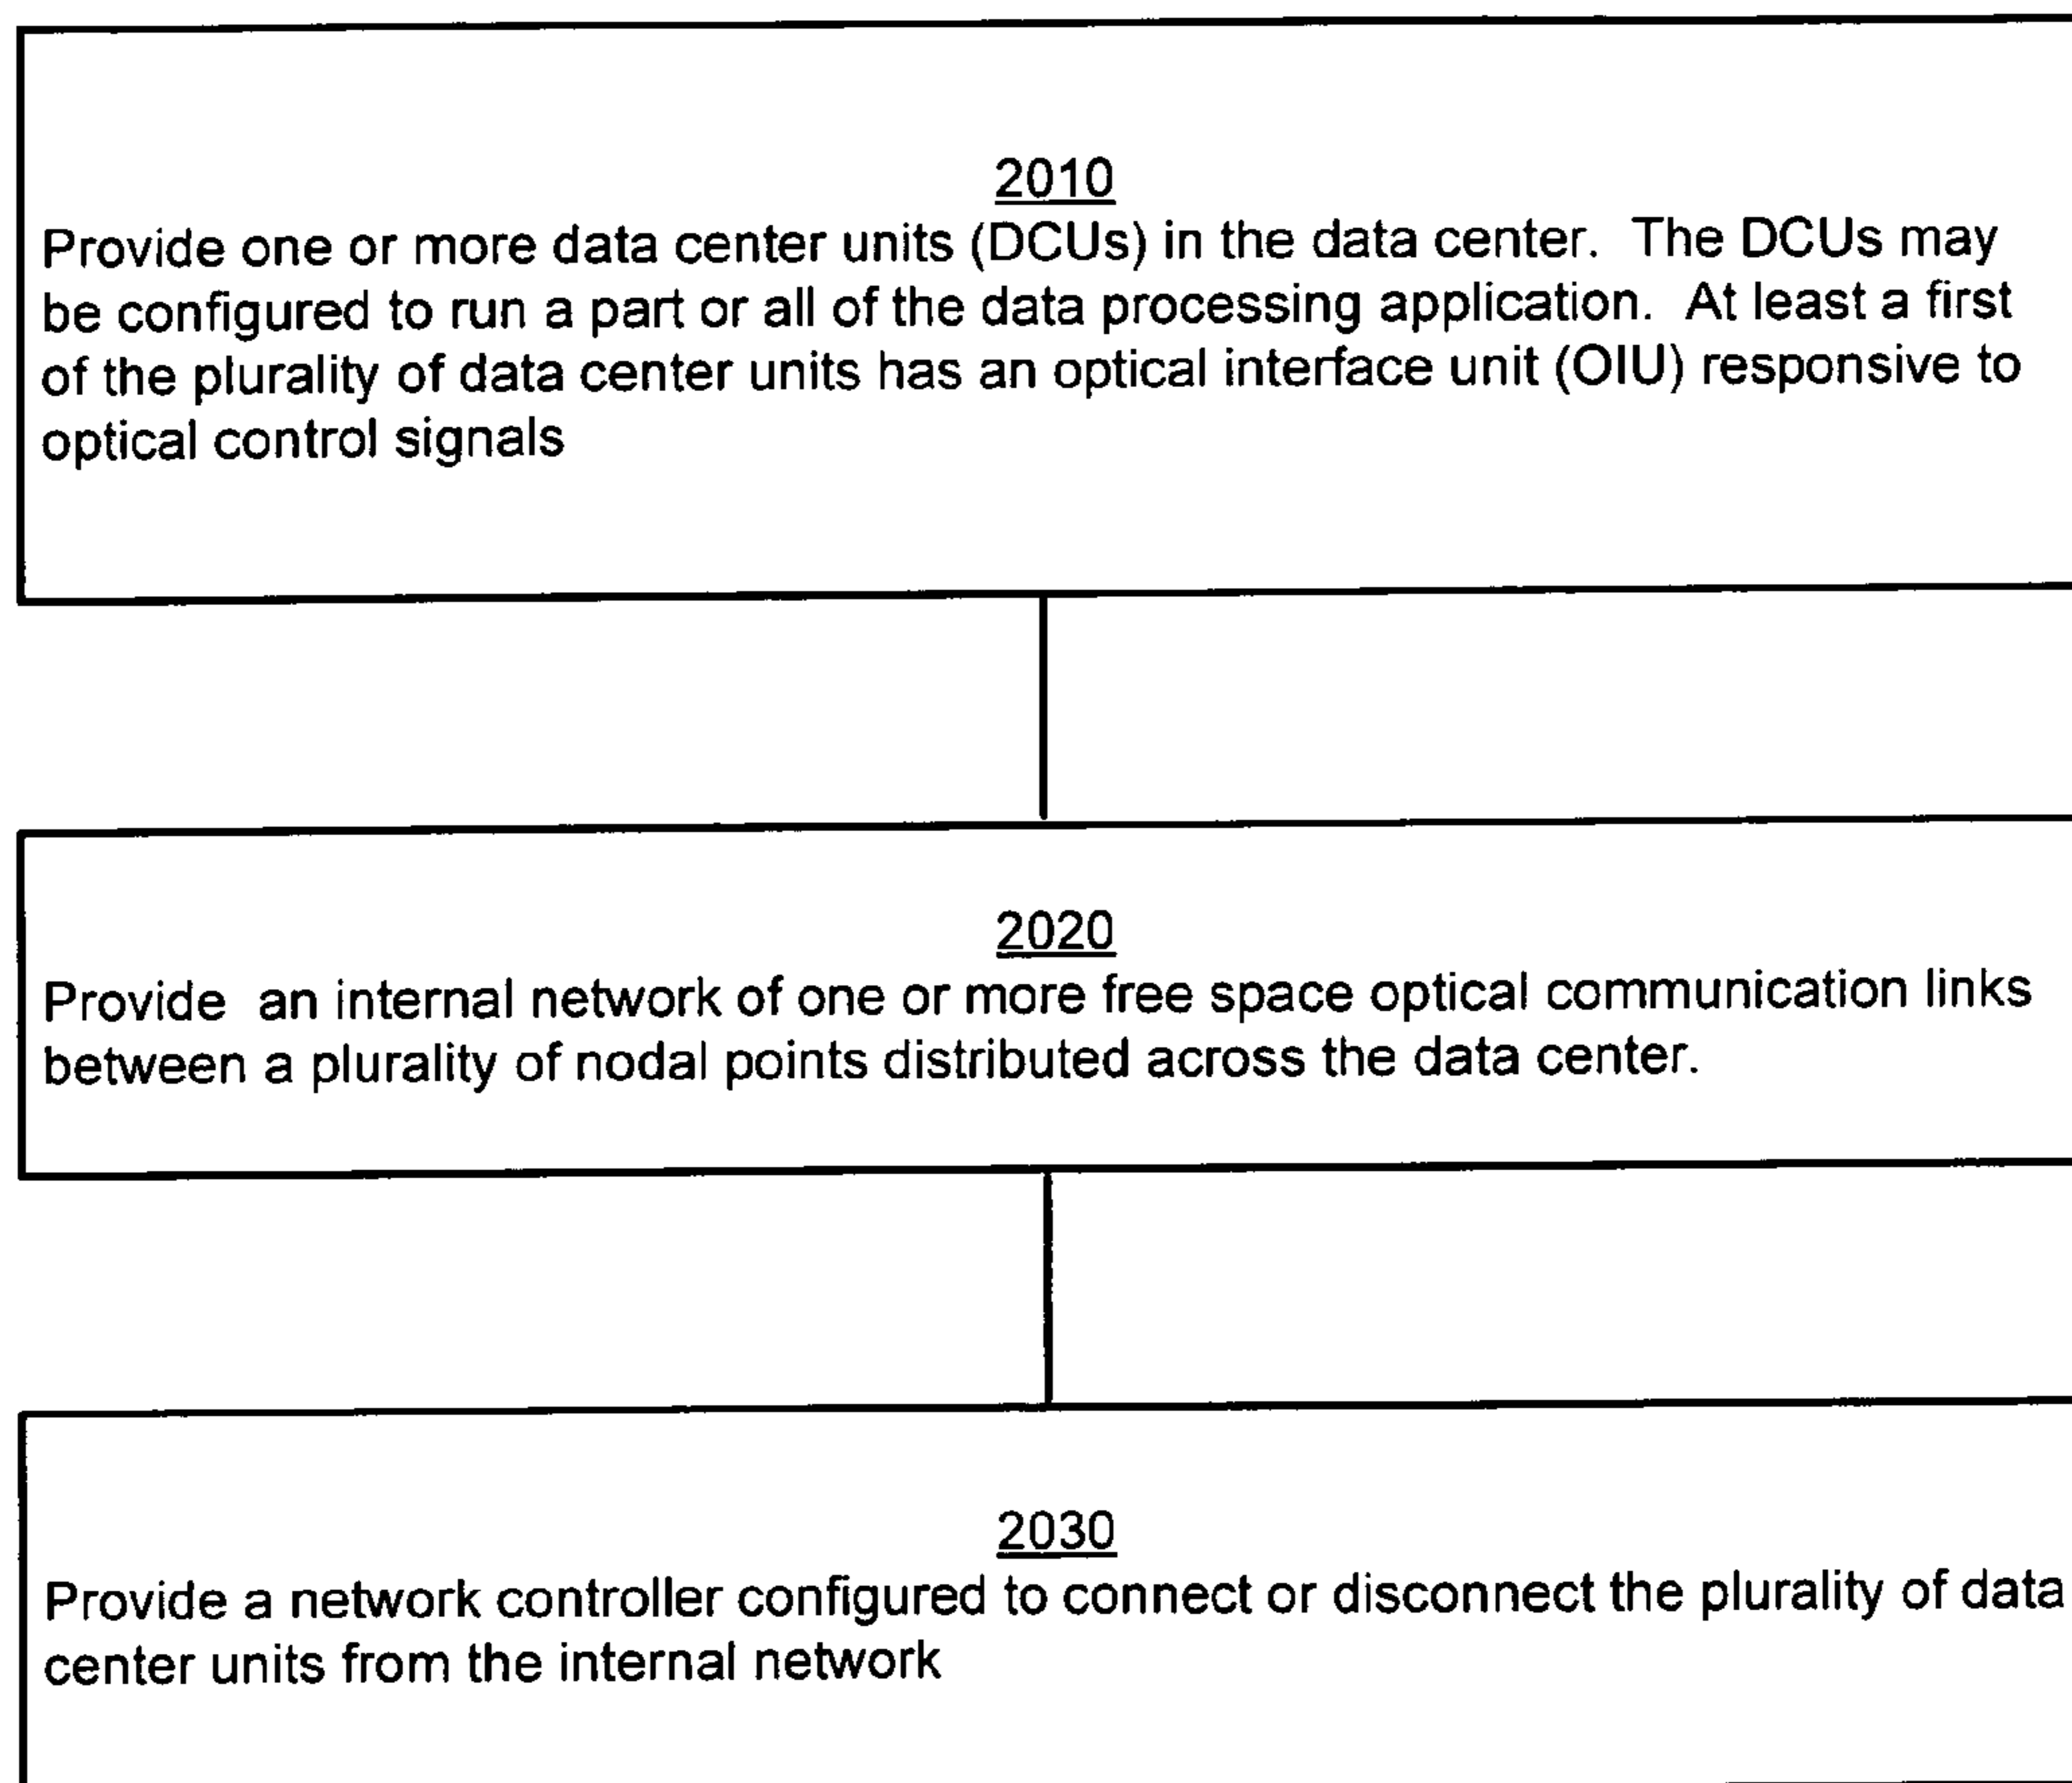 2010
Provide one or more data center units (DCUs) in the data center.  The DCUs may
be configured to run a part or all of the data processing application.  At least a first
of the plurality of data center units has an optical interface unit (OIU) responsive to
optical control signals
2020
Provide  an internal network of one or more free space optical communication links
between a plurality of nodal points distributed across the data center.
2030
Provide a network controller configured to connect or disconnect the plurality of data
center units from the internal network